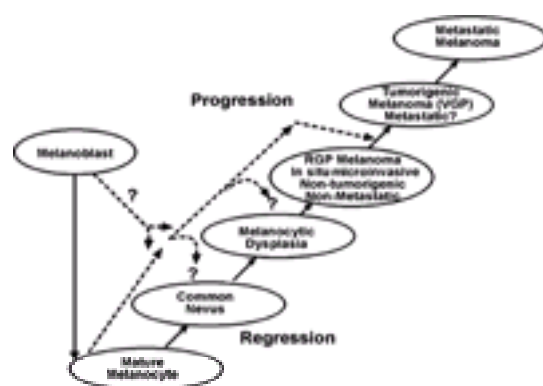 Metastatic
Melanoma
Tumorigenic
Melanoma (VGP)
Metastatic?
Progression
Melanoblast
RGP Melanoma
In situ/microinvasive
Non-tumorigenic
Non-Metastatic
?
?
Melanocytic
Dysplasia
?
Common
Nevus
Regression
Mature
Melanocyte